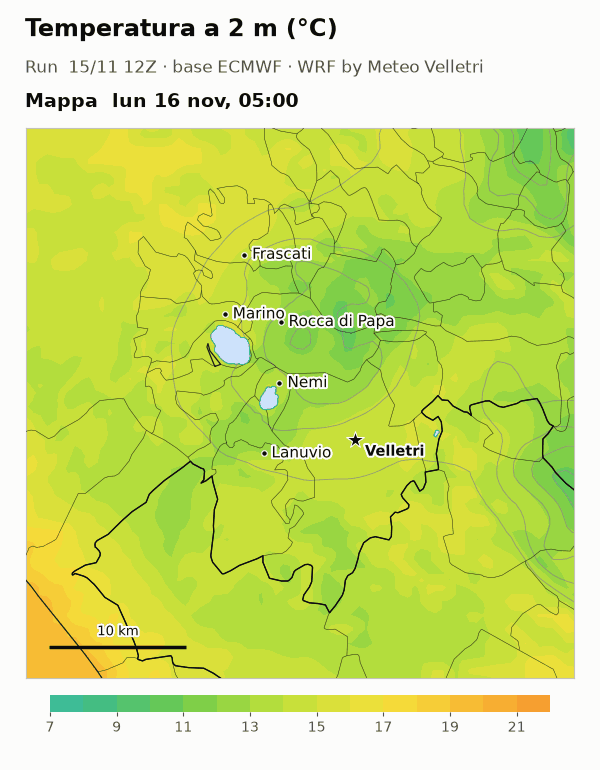 Temperatura a 2 m (°C)
Run  15/11 12Z · base ECMWF · WRF by Meteo Velletri
Mappa  lun 16 nov, 05:00
Frascati
Marino
Rocca di Papa
Nemi
Velletri
Lanuvio
10 km
7 9 11 13 15 17 19 21